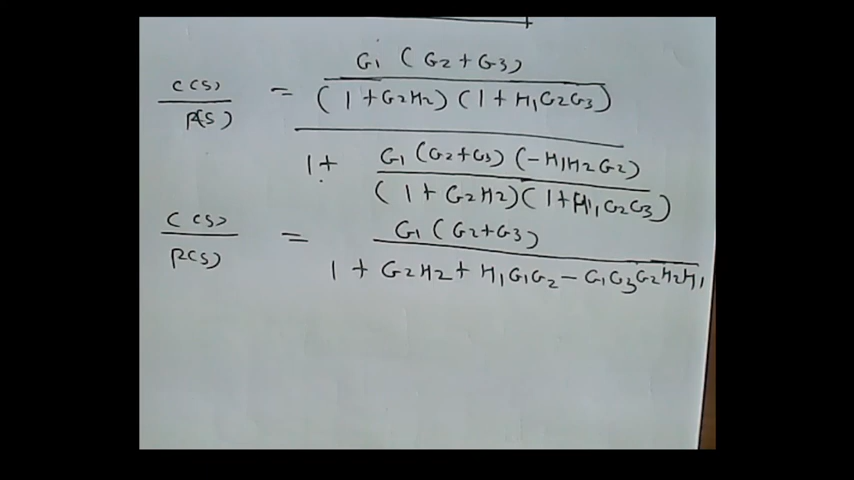 G1 (G2+G3)
C(S) / R(S) = (1+G2H2) (1+H1G2G3)
1+ G1(G2+G3) (-H1H2G2)
(1+G2H2)(1+H1G2G3)
C(S) / R(S) = G1(G2+G3)
1 + G2H2 + H1G1G2 - G1G3G2H2H1